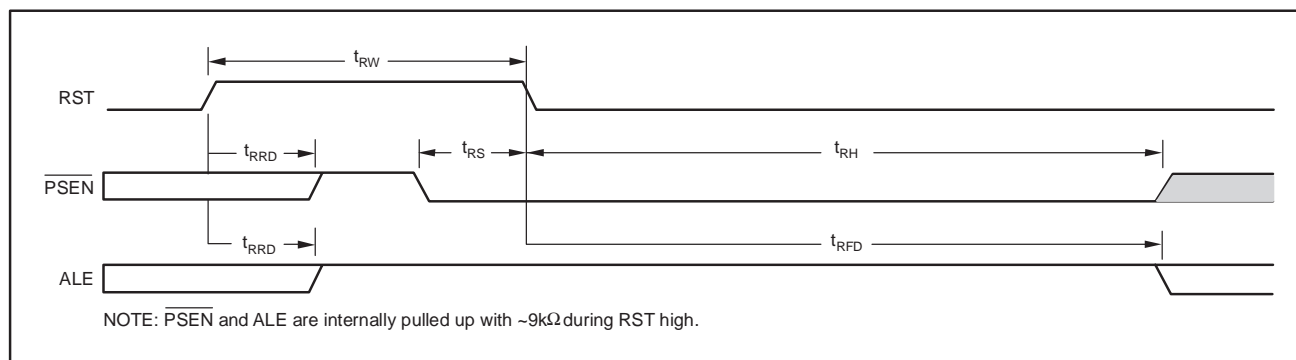 tRW
RST
tRRD
tRS
tRH
PSEN
tRRD
tRFD
ALE
NOTE: PSEN and ALE are internally pulled up with ~9kΩ during RST high.